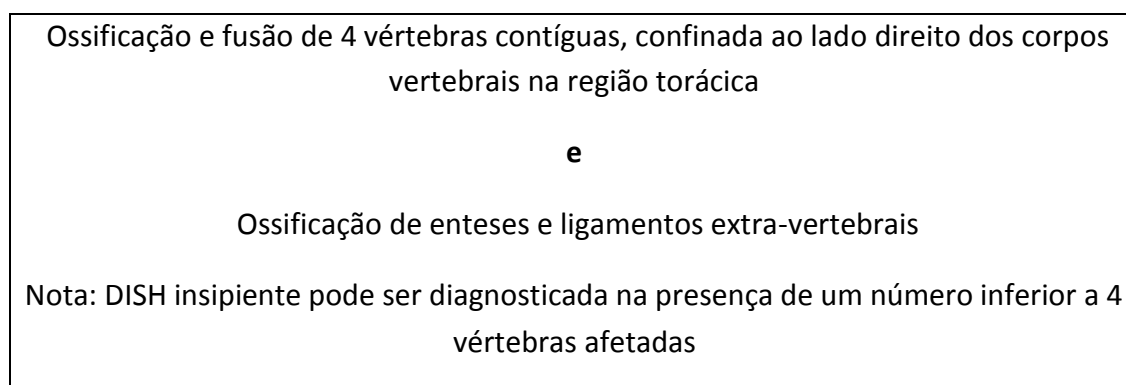 Ossificação e fusão de 4 vértebras contíguas, confinada ao lado direito dos corpos
vertebrais na região torácica
e
Ossificação de enteses e ligamentos extra-vertebrais
Nota: DISH insipiente pode ser diagnosticada na presença de um número inferior a 4
vértebras afetadas